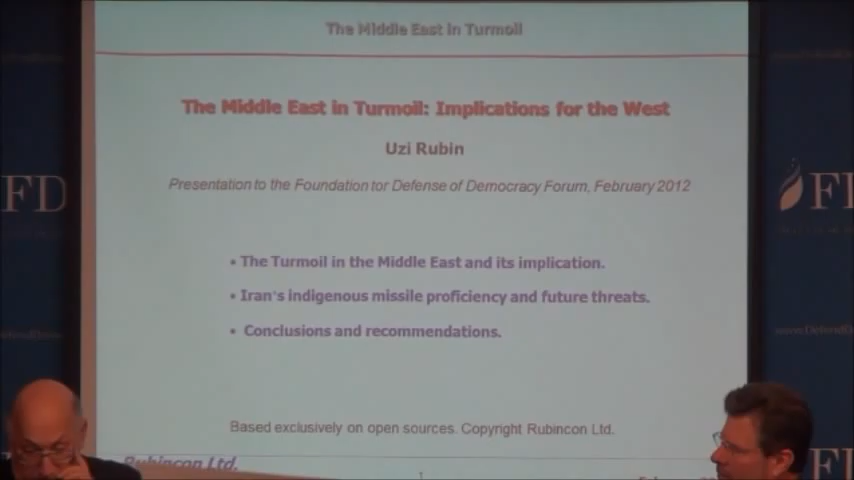 The Middle East in Turmoil
The Middle East in Turmoil: Implications for the West
Uzi Rubin
Presentation to the Foundation for Defense of Democracy Forum, February 2012
• The Turmoil in the Middle East and its implication.
• Iran's indigenous missile proficiency and future threats.
• Conclusions and recommendations.
Based exclusively on open sources. Copyright Rubincon Ltd.
Rubincon Ltd.
1
FD
FD
FD